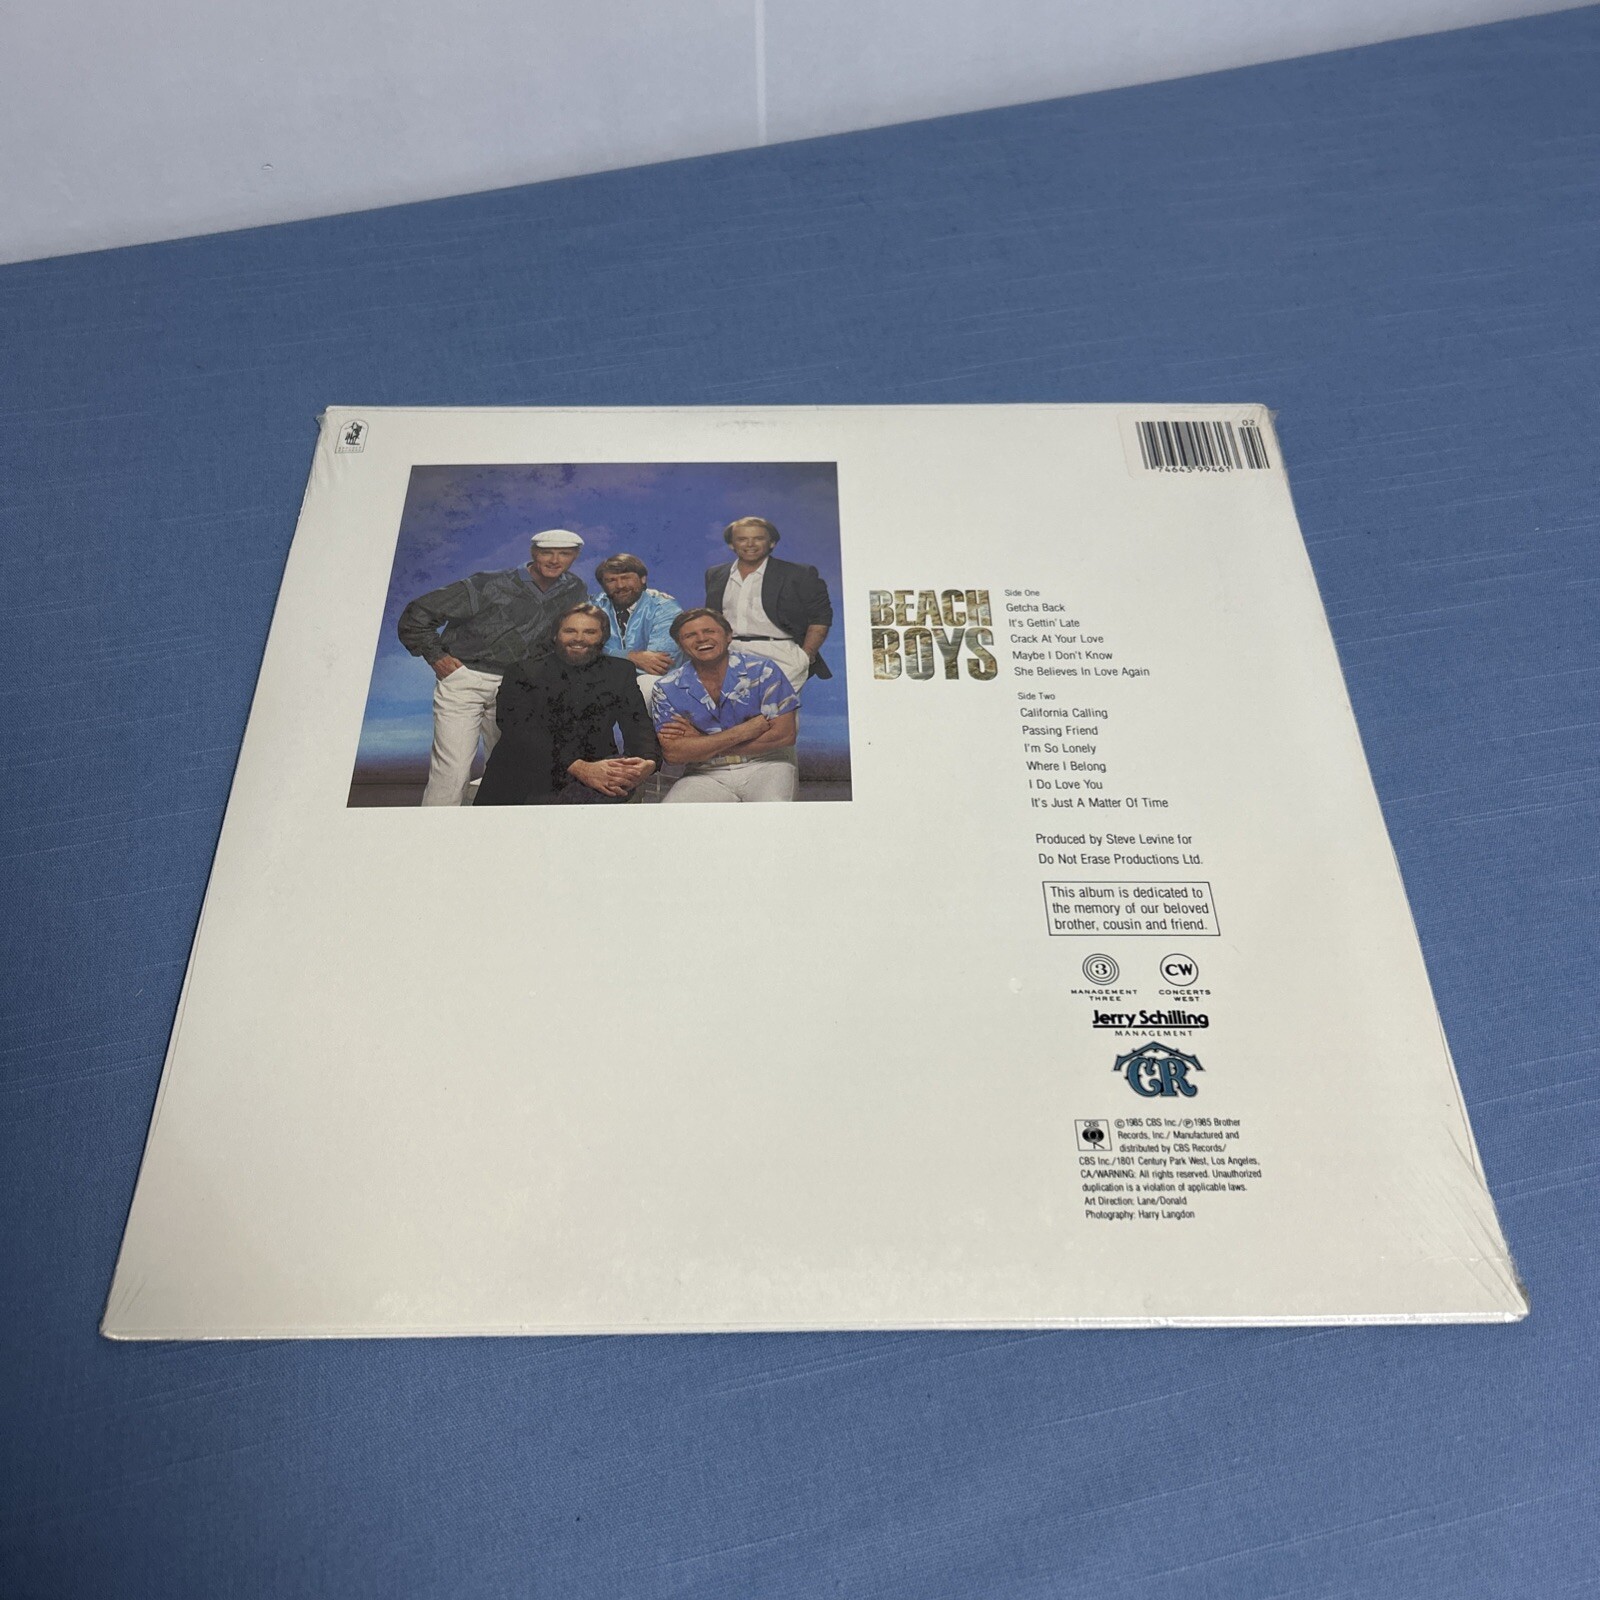 02
74643 99461
BEACH
BOYS
Side One
Getcha Back
It's Gettin' Late
Crack At Your Love
Maybe I Don't Know
She Believes In Love Again
Side Two
California Calling
Passing Friend
I'm So Lonely
Where I Belong
I Do Love You
It's Just A Matter Of Time
Produced by Steve Levine for
Do Not Erase Productions Ltd.
This album is dedicated to
the memory of our beloved
brother, cousin and friend.
3
MANAGEMENT
THREE
CW
CONCERTS
WEST
Jerry Schilling
MANAGEMENT
CR
CBS
©1985 CBS Inc./℗1985 Brother
Records, Inc./ Manufactured and
distributed by CBS Records/
CBS Inc./1801 Century Park West, Los Angeles,
CA/WARNING: All rights reserved. Unauthorized
duplication is a violation of applicable laws.
Art Direction: Lane/Donald
Photography: Harry Langdon